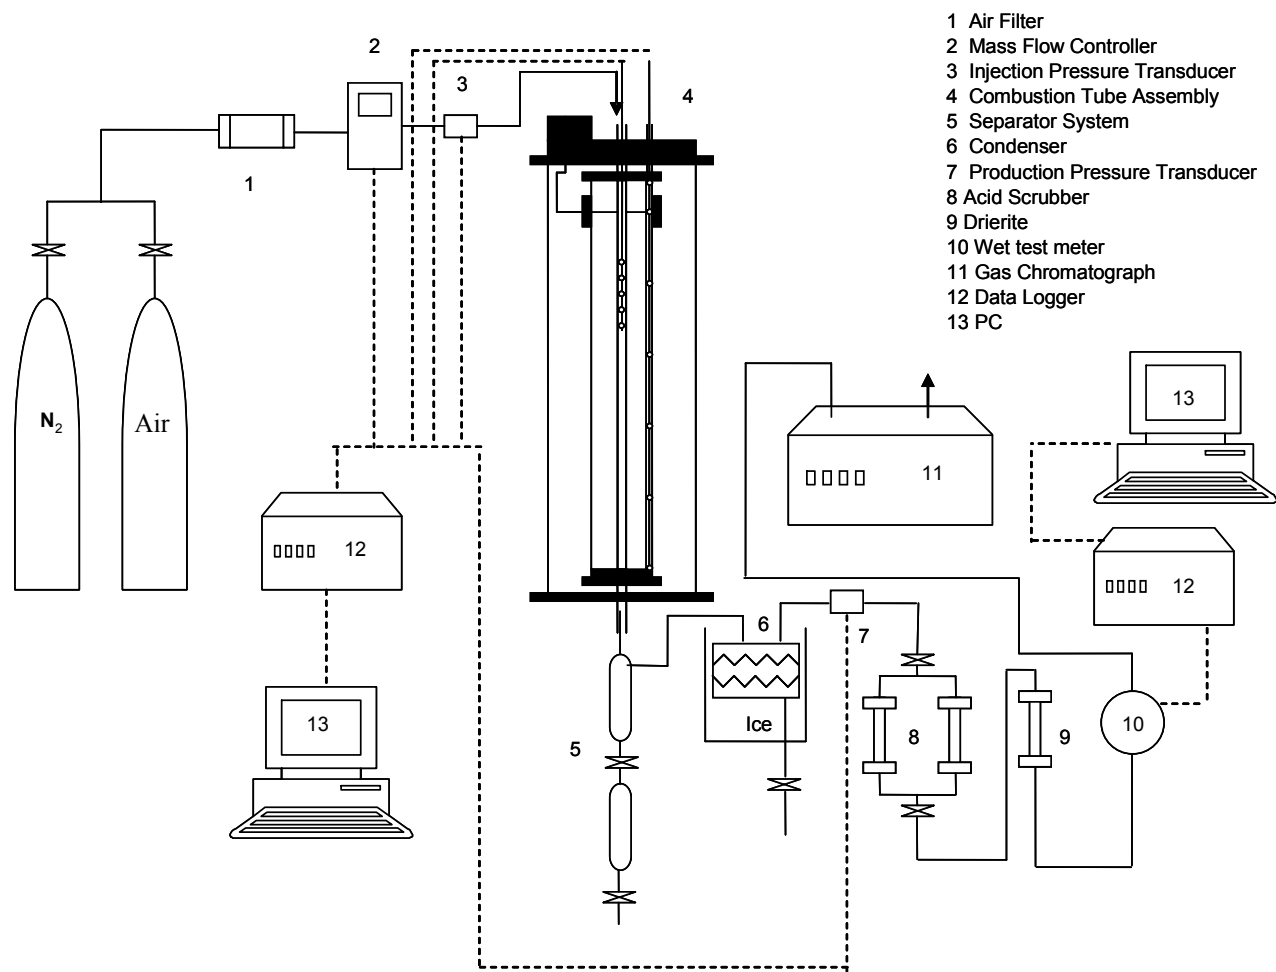 1 Air Filter
2 Mass Flow Controller
3 Injection Pressure Transducer
4 Combustion Tube Assembly
5 Separator System
6 Condenser
7 Production Pressure Transducer
8 Acid Scrubber
9 Drierite
10 Wet test meter
11 Gas Chromatograph
12 Data Logger
13 PC
2
3
4
1
N₂
Air
13
11
12
12
6
7
Ice
13
5
8
9
10